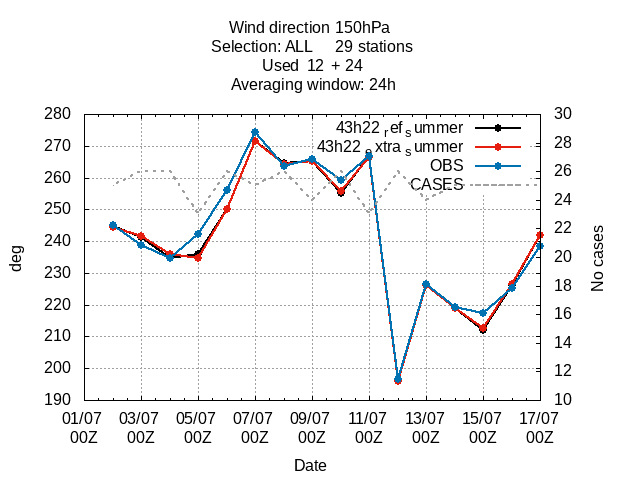 Wind direction 150hPa
Selection: ALL 29 stations
Used 12 + 24
Averaging window: 24h
280 30
43h22 ref summer
270 28
43h22 extra summer
OBS
260 26
CASES
250 24
240 22
230 20
220 18
210 16
200 14
190 12
10
deg
No cases
01/07 03/07 05/07 07/07 09/07 11/07 13/07 15/07 17/07
00Z 00Z 00Z 00Z 00Z 00Z 00Z 00Z 00Z
Date